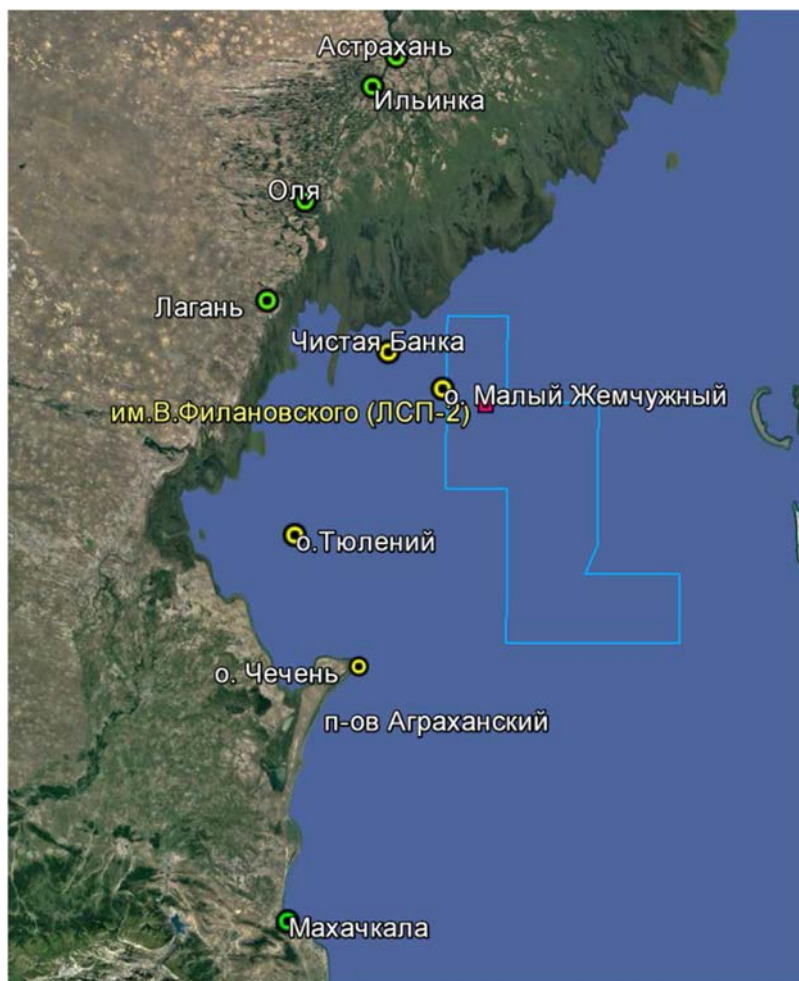 Астрахань
Ильинка
Оля
Лагань
Чистая Банка
о. Малый Жемчужный
им.В.Филановского (ЛСП-2)
о.Тюлений
о. Чечень
п-ов Аграханский
Махачкала